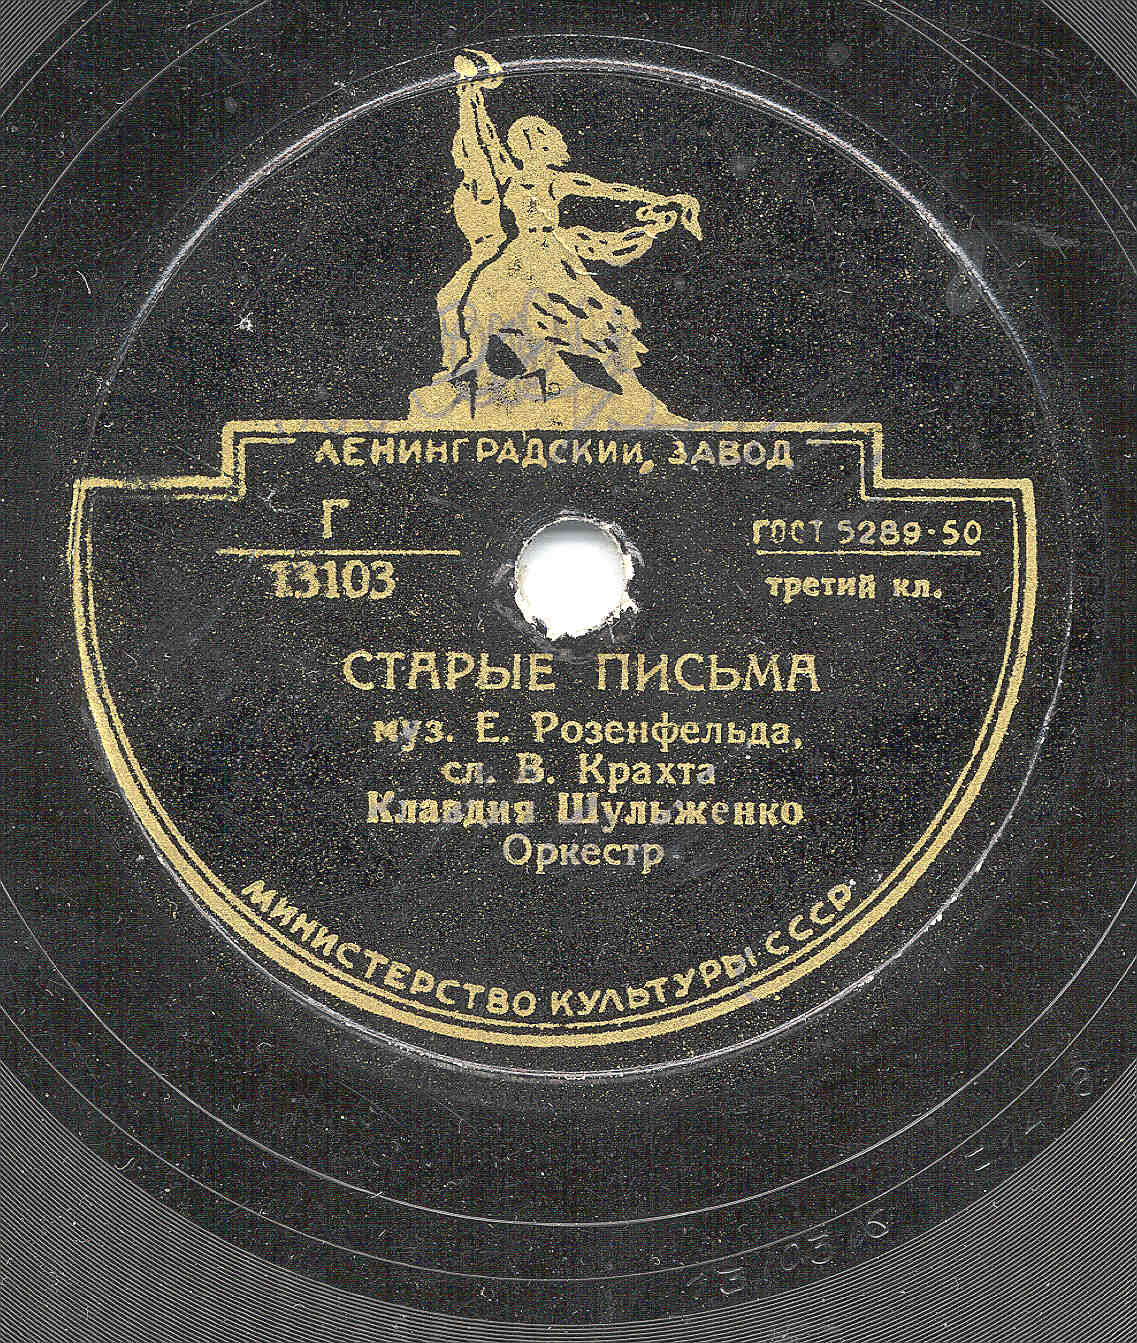 ЛЕНИНГРАДСКИЙ ЗАВОД
Г
13103
ГОСТ 5289-50
третий кл.
СТАРЫЕ ПИСЬМА
муз. Е. Розенфельда,
сл. В. Крахта
Клавдия Шульженко
Оркестр
МИНИСТЕРСТВО КУЛЬТУРЫ СССР